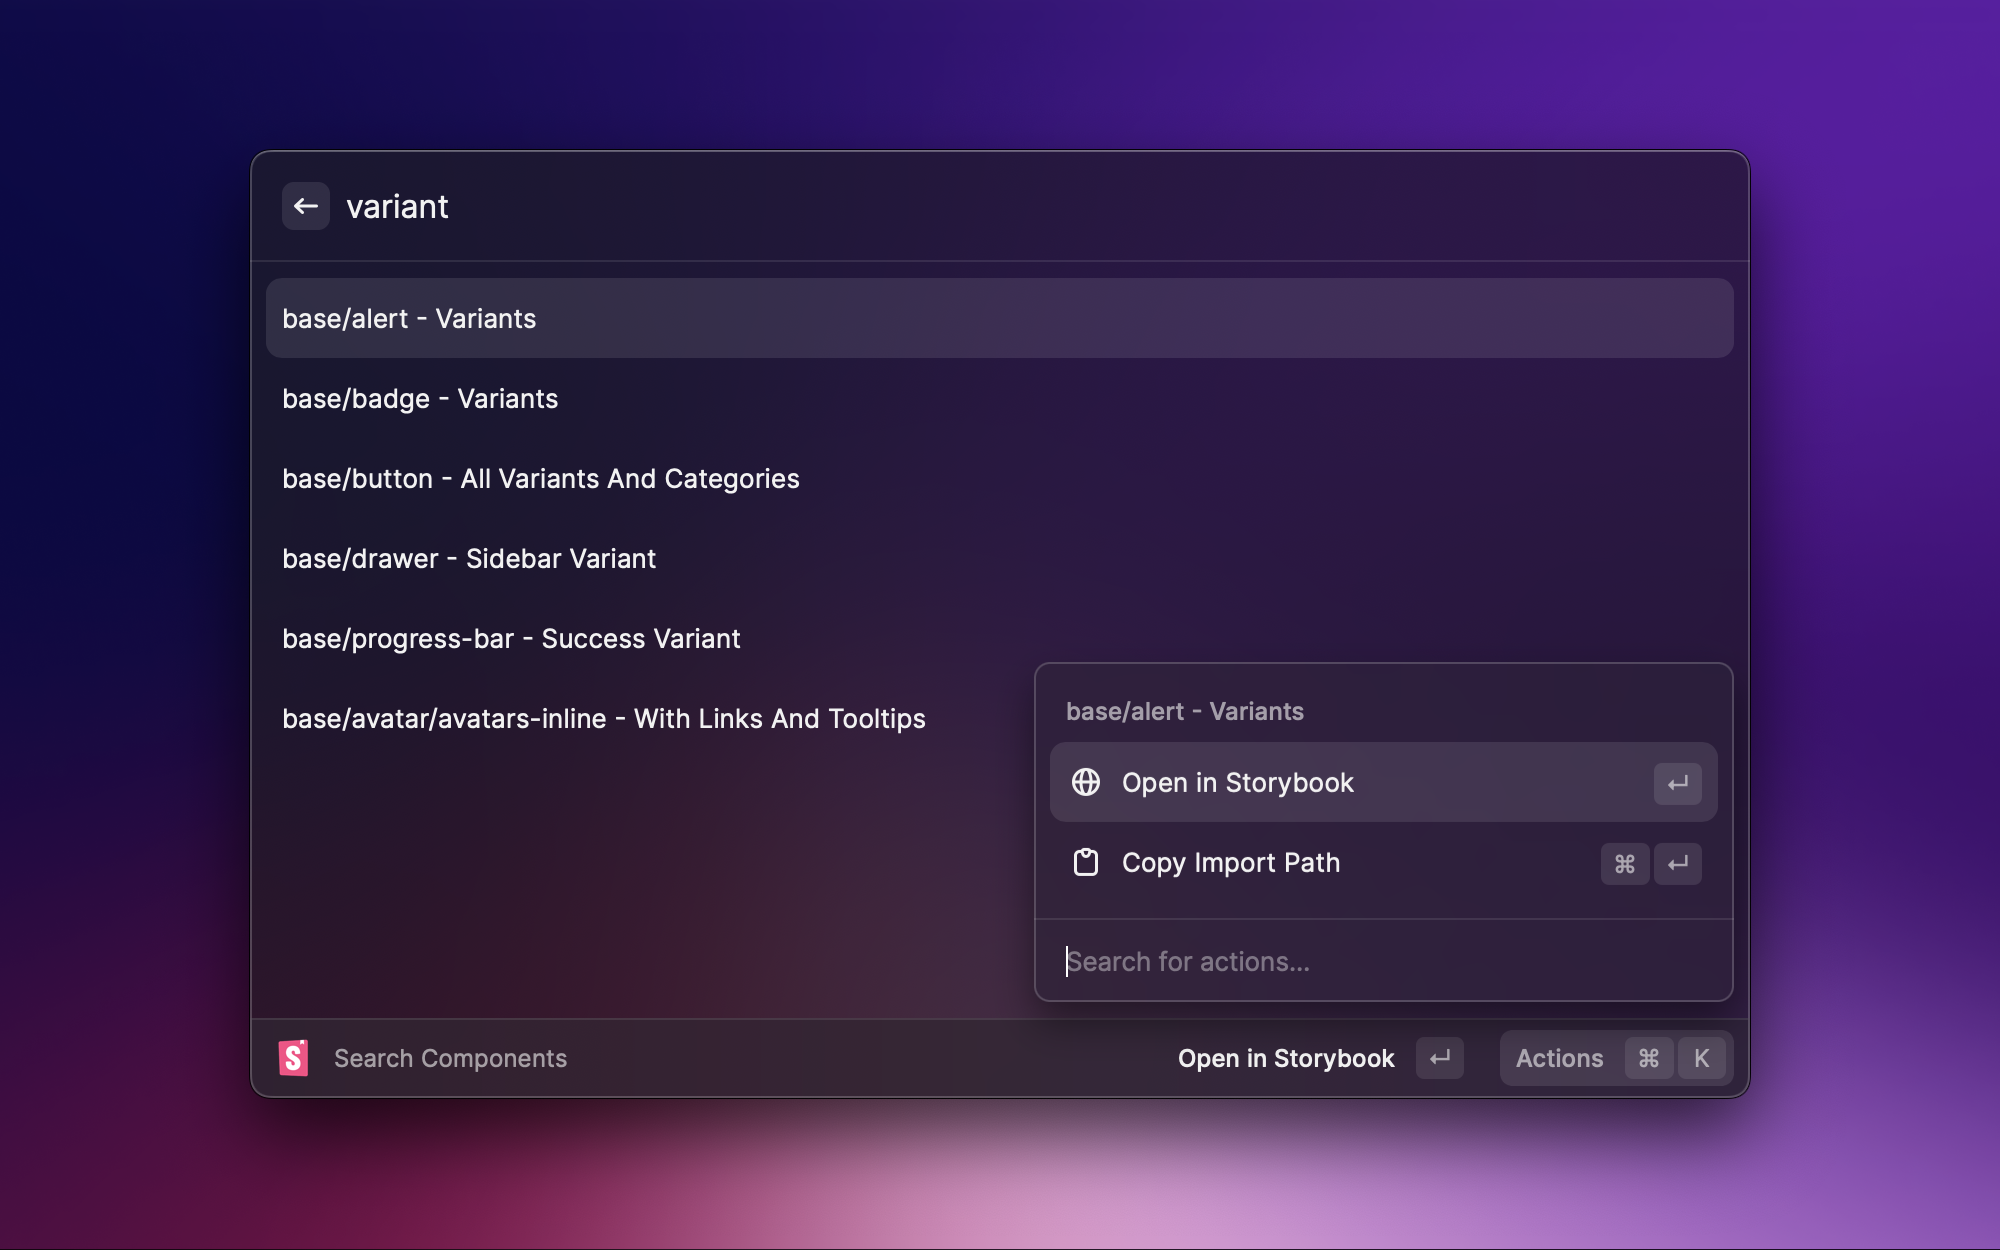 variant
base/alert - Variants
base/badge - Variants
base/button - All Variants And Categories
base/drawer - Sidebar Variant
base/progress-bar - Success Variant
base/avatar/avatars-inline - With Links And Tooltips
base/alert - Variants
Open in Storybook ↵
Copy Import Path ⌘ ↵
Search for actions...
S Search Components Open in Storybook ↵ Actions ⌘ K